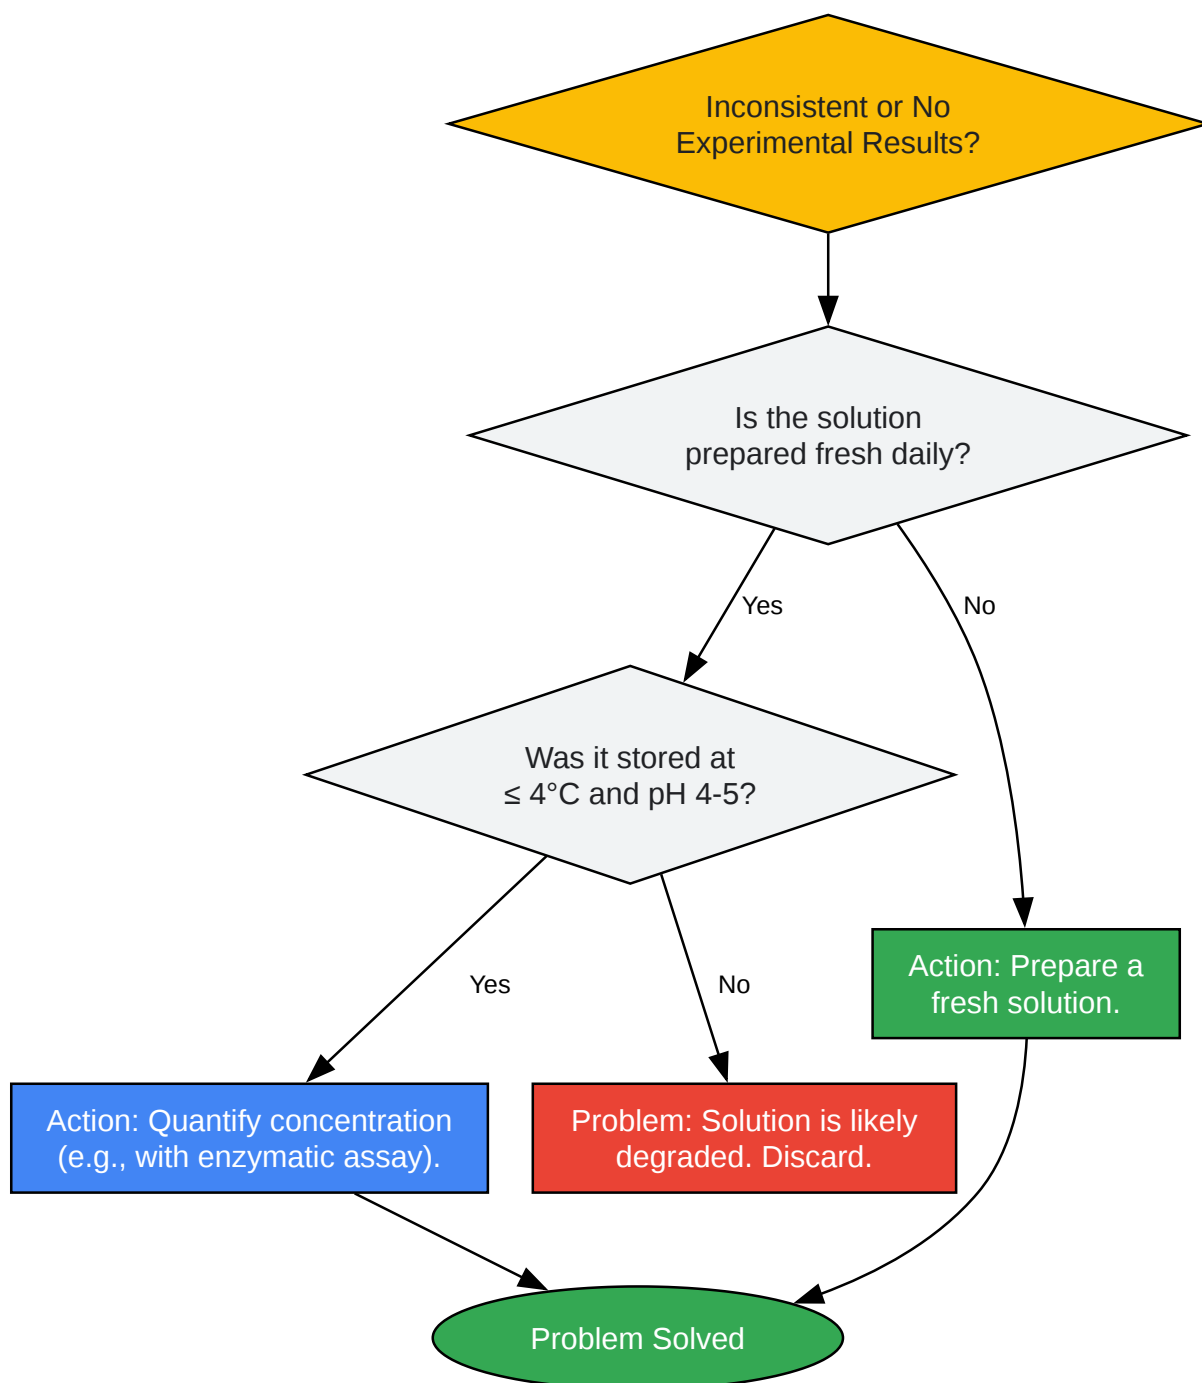 Inconsistent or No
Experimental Results?
Is the solution
prepared fresh daily?
Yes
No
Was it stored at
≤ 4°C and pH 4-5?
Yes
No
Action: Prepare a
fresh solution.
Action: Quantify concentration
(e.g., with enzymatic assay).
Problem: Solution is likely
degraded. Discard.
Problem Solved